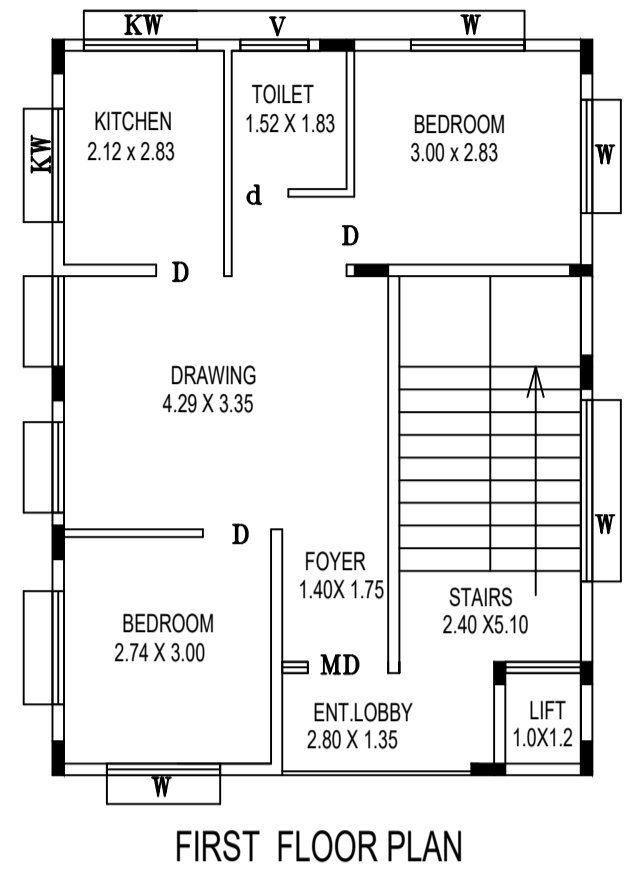 KW V W
KITCHEN
2.12 x 2.83
TOILET
1.52 X 1.83
BEDROOM
3.00 x 2.83
KW
W
d
D
D
DRAWING
4.29 X 3.35
W
D
FOYER
1.40X 1.75
STAIRS
2.40 X5.10
BEDROOM
2.74 X 3.00
MD
ENT.LOBBY
2.80 X 1.35
LIFT
1.0X1.2
W
FIRST FLOOR PLAN